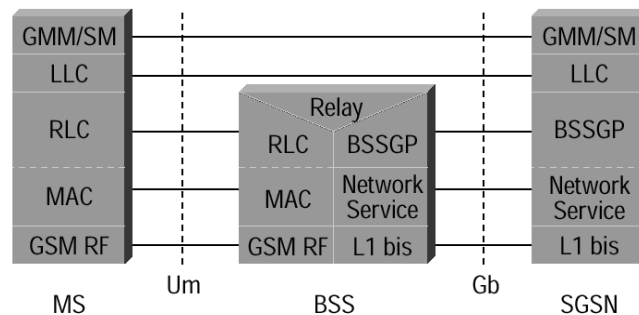 GMM/SM
LLC
RLC
MAC
GSM RF
MS
Um
Relay
RLC
BSSGP
MAC
Network
Service
GSM RF
L1 bis
BSS
Gb
GMM/SM
LLC
BSSGP
Network
Service
L1 bis
SGSN